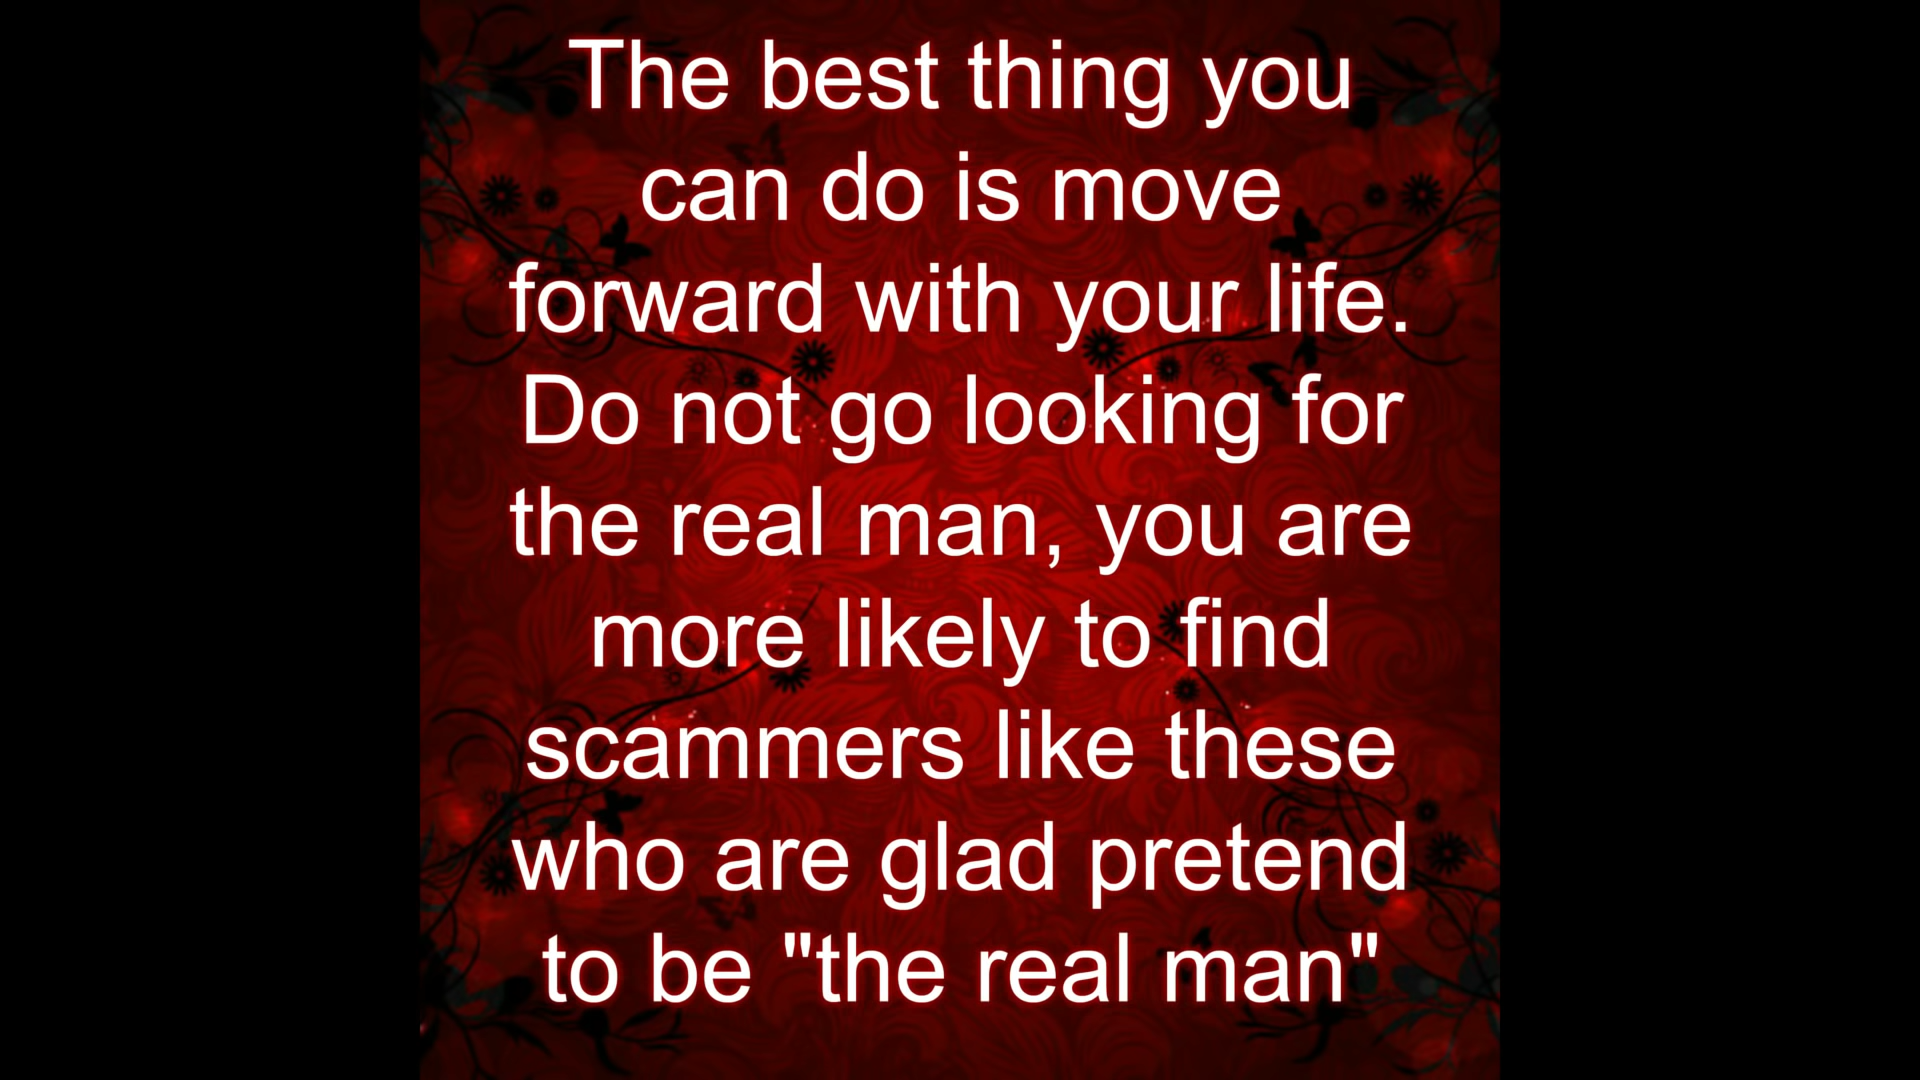 The best thing you
can do is move
forward with your life.
Do not go looking for
the real man, you are
more likely to find
scammers like these
who are glad pretend
to be "the real man"